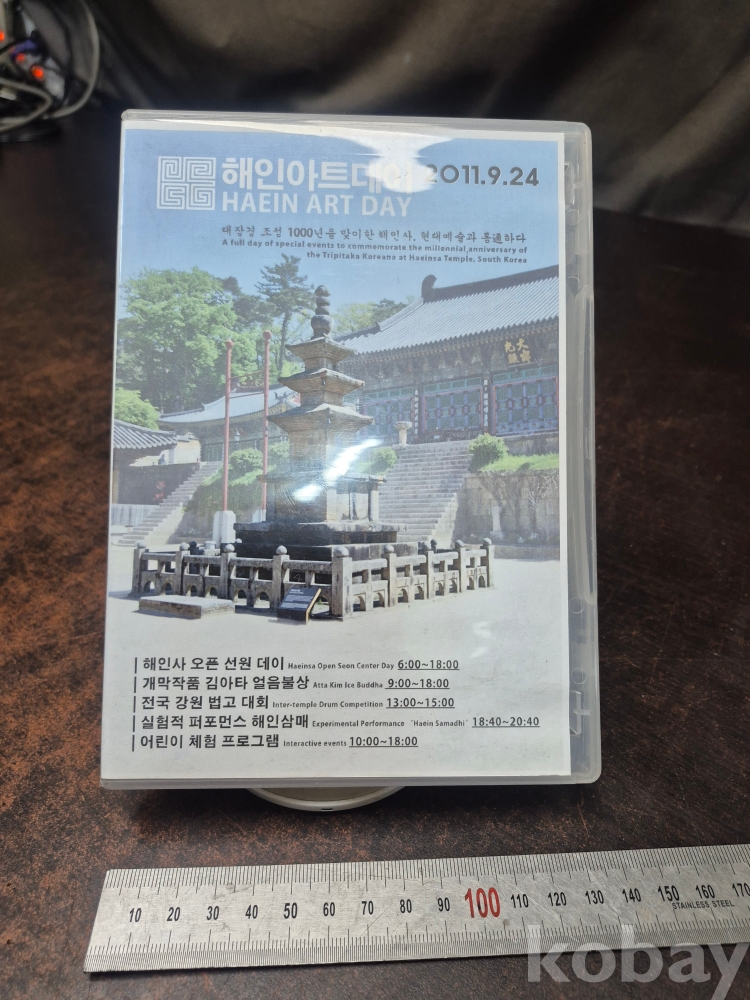 해인아트데이 2011.9.24
HAEIN ART DAY
대장경 조성 1000년을 맞이한 해인사, 현대예술과 통하다
A full day of special events to commemorate the millennial,anniversary of
the Tripitaka Koreana at Haeinsa Temple, South Korea
해인사 오픈 선원 데이 Haeinsa Open Seon Center Day 6:00~18:00
개막작품 김아타 얼음불상 Atta Kim Ice Buddha 9:00~18:00
전국 강원 법고 대회 Inter-temple Drum Competition 13:00~15:00
실험적 퍼포먼스 해인삼매 Experimental Performance "Haein Samadhi" 18:40~20:40
어린이 체험 프로그램 Interactive events 10:00~18:00
10 20 30 40 50 60 70 80 90 100 110 120 130 140 150 160 170
STAINLESS STEEL
kobay